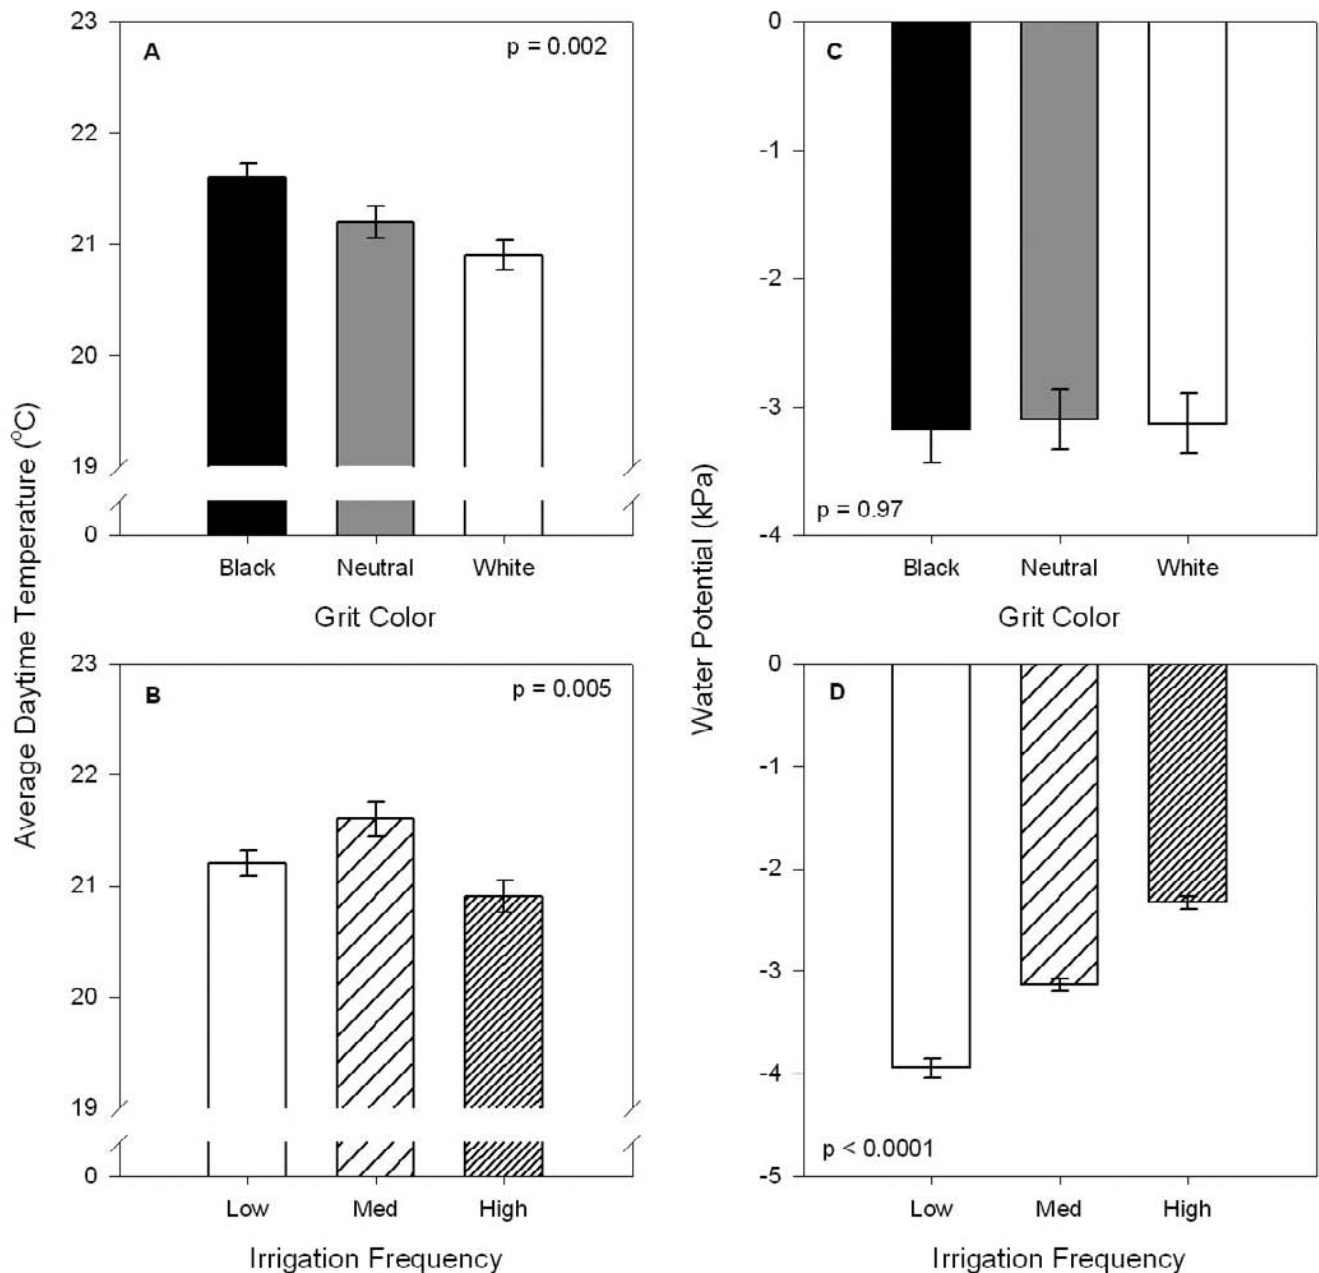 Average Daytime Temperature (°C)
A
p = 0.002
23
22
21
20
19
0
Black Neutral White
Grit Color
B
p = 0.005
23
22
21
20
19
0
Low Med High
Irrigation Frequency
Water Potential (kPa)
C
0
-1
-2
-3
-4
p = 0.97
Black Neutral White
Grit Color
D
0
-1
-2
-3
-4
-5
p < 0.0001
Low Med High
Irrigation Frequency